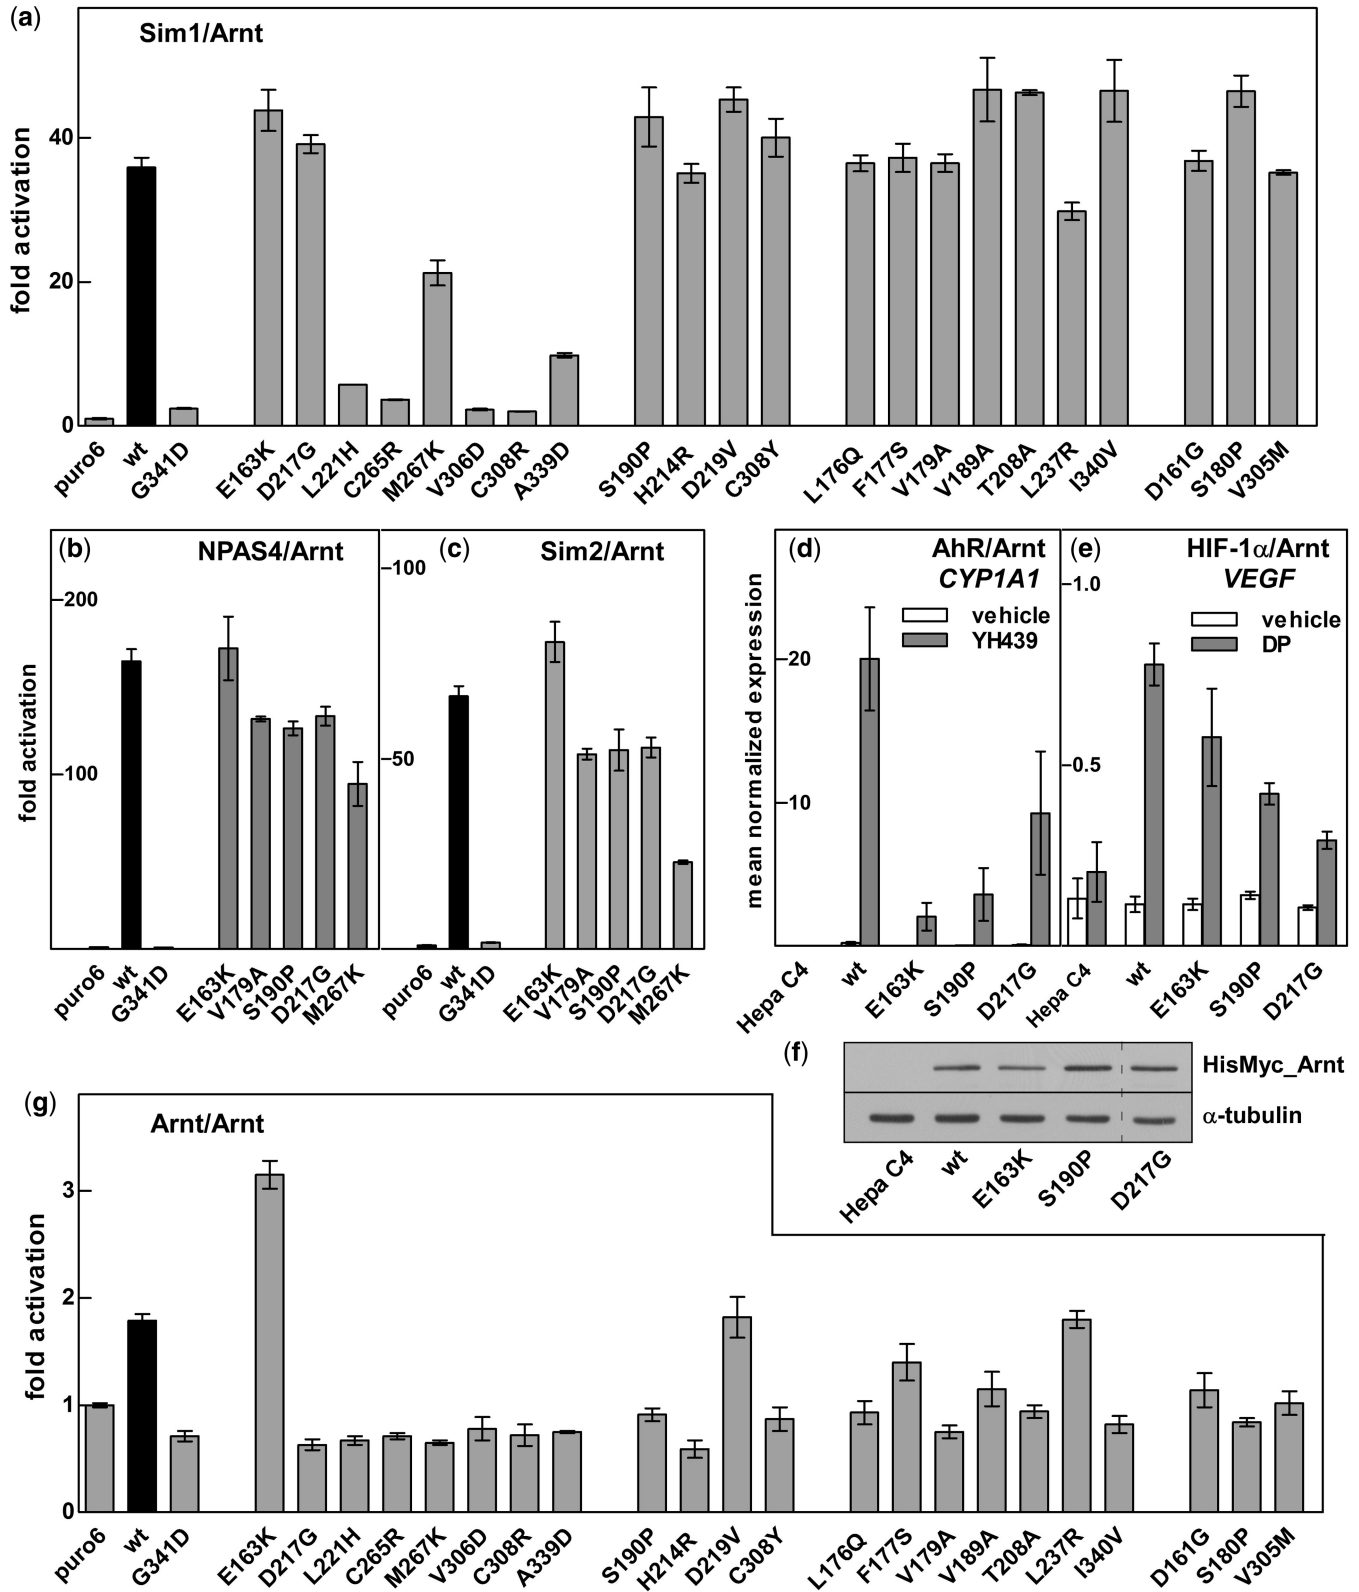 (a)
Sim1/Arnt
fold activation
40
20
0
puro6 wt G341D E163K D217G L221H C265R M267K V306D C308R A339D S190P H214R D219V C308Y L176Q F177S V179A V189A T208A L237R I340V D161G S180P V305M
(b) NPAS4/Arnt
fold activation
200
100
puro6 wt G341D E163K V179A S190P D217G M267K
(c) Sim2/Arnt
100
50
puro6 wt G341D E163K V179A S190P D217G M267K
(d) AhR/Arnt
CYP1A1
vehicle
YH439
mean normalized expression
20
10
Hepa C4 wt E163K S190P D217G
(e) HIF-1α/Arnt
VEGF
vehicle
DP
1.0
0.5
Hepa C4 wt E163K S190P D217G
(f)
HisMyc_Arnt
α-tubulin
Hepa C4 wt E163K S190P D217G
(g)
Arnt/Arnt
fold activation
3
2
1
0
puro6 wt G341D E163K D217G L221H C265R M267K V306D C308R A339D S190P H214R D219V C308Y L176Q F177S V179A V189A T208A L237R I340V D161G S180P V305M